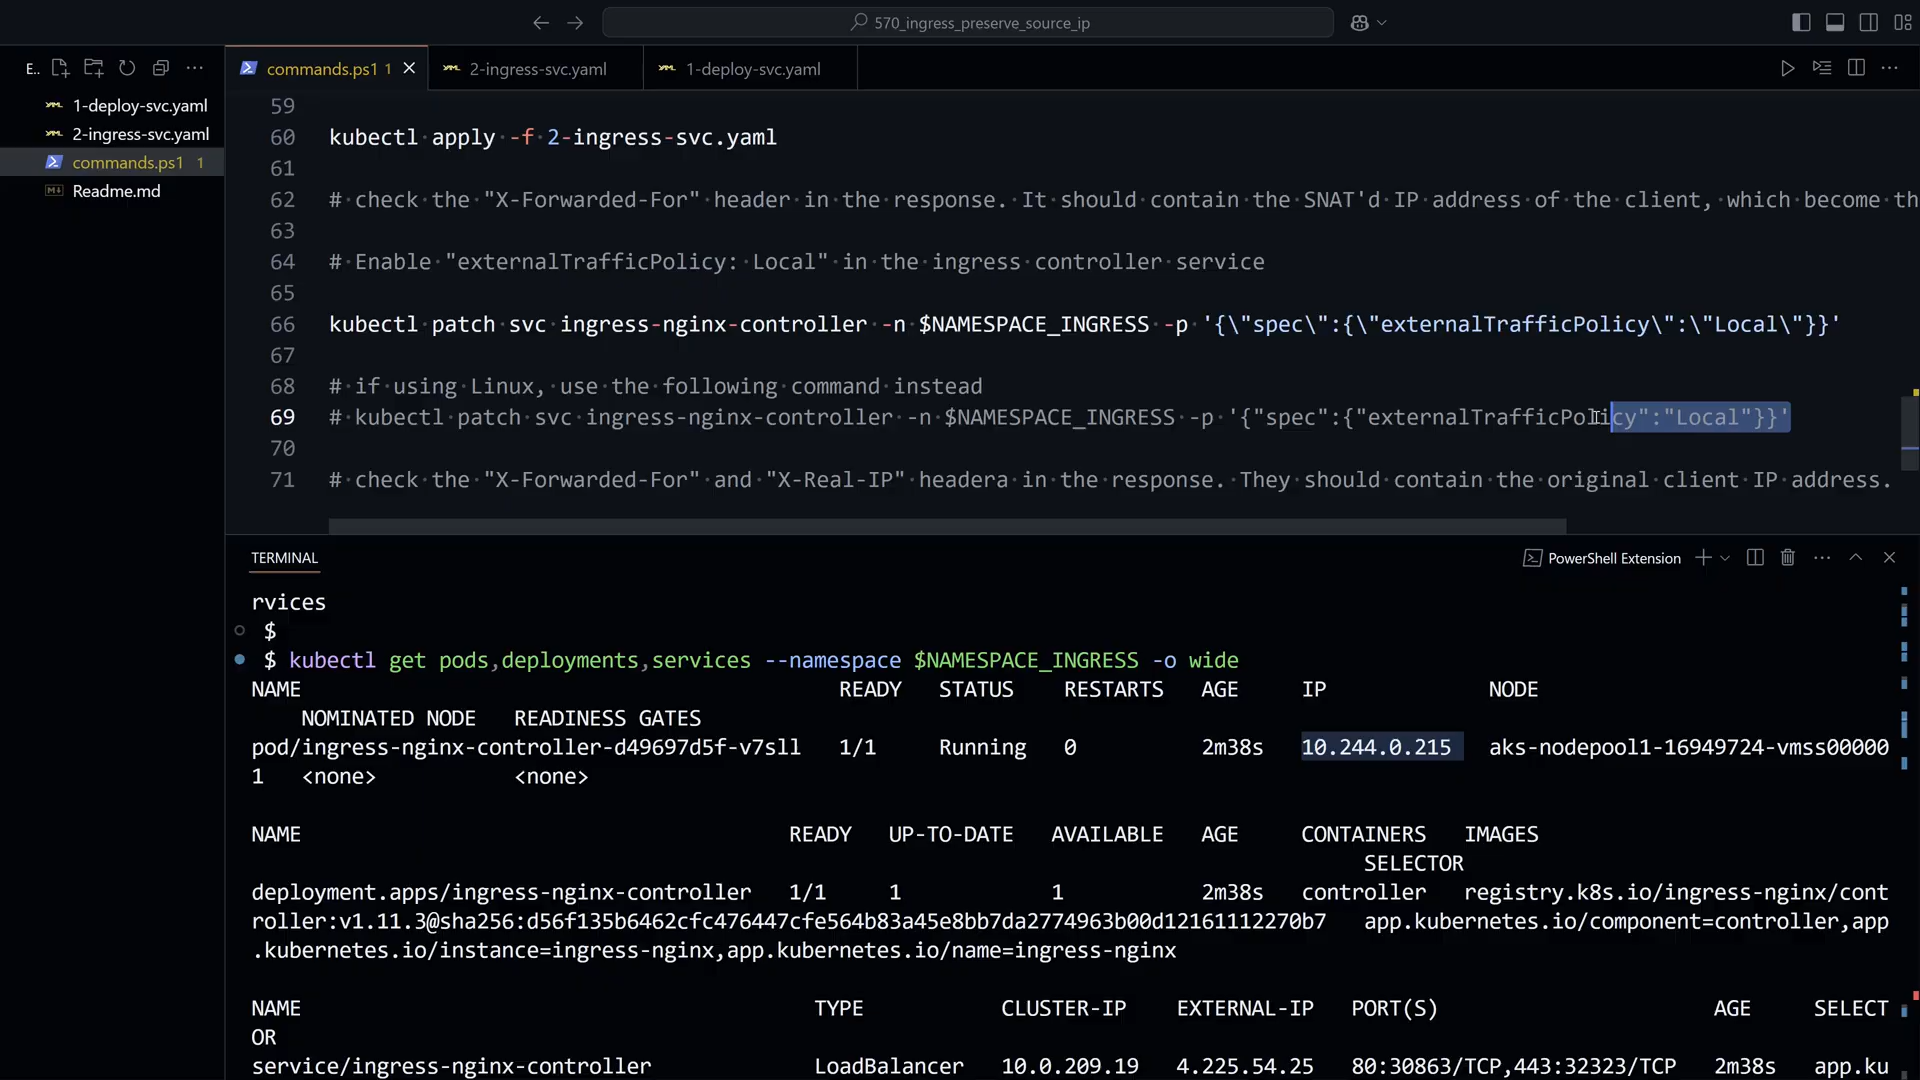 570_ingress_preserve_source_ip
E..
commands.ps1 1
2-ingress-svc.yaml
1-deploy-svc.yaml
1-deploy-svc.yaml
2-ingress-svc.yaml
commands.ps1 1
Readme.md
59
60 kubectl apply -f 2-ingress-svc.yaml
61
62 # check the "X-Forwarded-For" header in the response. It should contain the SNAT'd IP address of the client, which become th
63
64 # Enable "externalTrafficPolicy: Local" in the ingress controller service
65
66 kubectl patch svc ingress-nginx-controller -n $NAMESPACE_INGRESS -p '{\"spec\":{\"externalTrafficPolicy\":\"Local\"}}'
67
68 # if using Linux, use the following command instead
69 # kubectl patch svc ingress-nginx-controller -n $NAMESPACE_INGRESS -p '{"spec":{"externalTrafficPolicy":"Local"}}'
70
71 # check the "X-Forwarded-For" and "X-Real-IP" headera in the response. They should contain the original client IP address.
TERMINAL
PowerShell Extension
rvices
$
$ kubectl get pods,deployments,services --namespace $NAMESPACE_INGRESS -o wide
NAME READY STATUS RESTARTS AGE IP NODE
NOMINATED NODE READINESS GATES
pod/ingress-nginx-controller-d49697d5f-v7sll 1/1 Running 0 2m38s 10.244.0.215 aks-nodepool1-16949724-vmss00000
1 <none> <none>
NAME READY UP-TO-DATE AVAILABLE AGE CONTAINERS IMAGES
SELECTOR
deployment.apps/ingress-nginx-controller 1/1 1 1 2m38s controller registry.k8s.io/ingress-nginx/cont
roller:v1.11.3@sha256:d56f135b6462cfc476447cfe564b83a45e8bb7da2774963b00d12161112270b7 app.kubernetes.io/component=controller,app
.kubernetes.io/instance=ingress-nginx,app.kubernetes.io/name=ingress-nginx
NAME TYPE CLUSTER-IP EXTERNAL-IP PORT(S) AGE SELECT
OR
service/ingress-nginx-controller LoadBalancer 10.0.209.19 4.225.54.25 80:30863/TCP,443:32323/TCP 2m38s app.ku